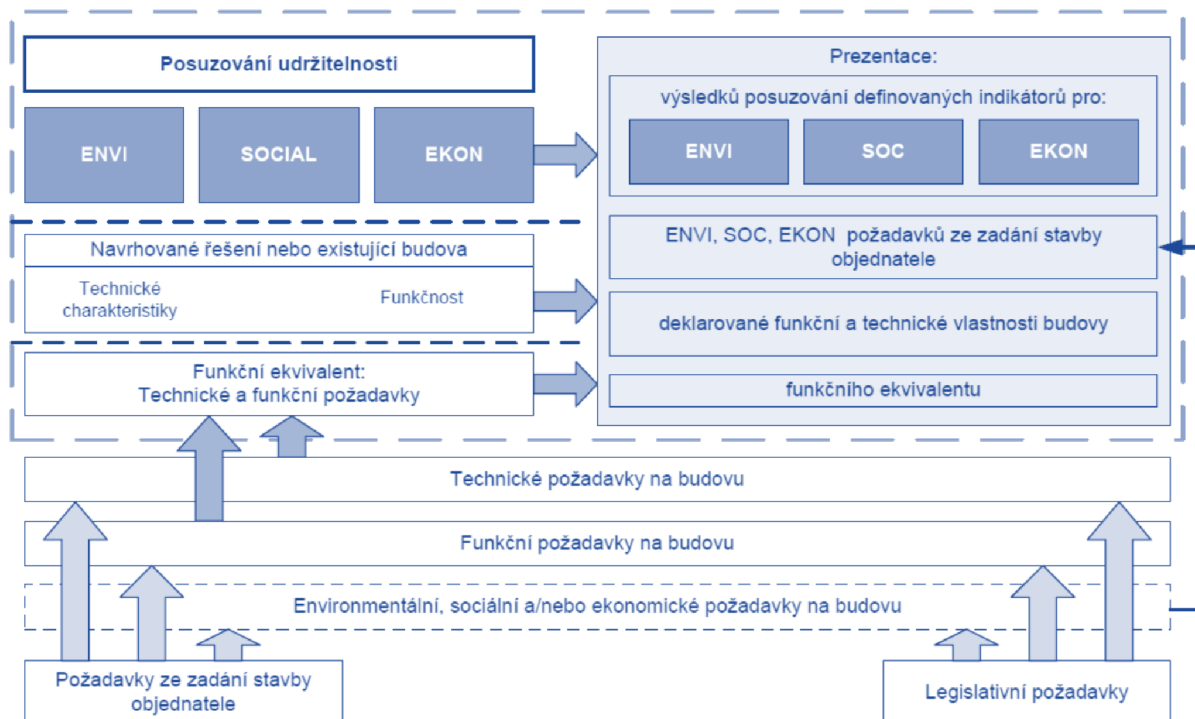 Posuzování udržitelnosti
ENVI
SOCIAL
EKON
Navrhované řešení nebo existující budova
Technické
charakteristiky
Funkčnost
Funkční ekvivalent:
Technické a funkční požadavky
Prezentace:
výsledků posuzování definovaných indikátorů pro:
ENVI
SOC
EKON
ENVI, SOC, EKON požadavků ze zadání stavby
objednatele
deklarované funkční a technické vlastnosti budovy
funkčního ekvivalentu
Technické požadavky na budovu
Funkční požadavky na budovu
Environmentální, sociální a/nebo ekonomické požadavky na budovu
Požadavky ze zadání stavby
objednatele
Legislativní požadavky